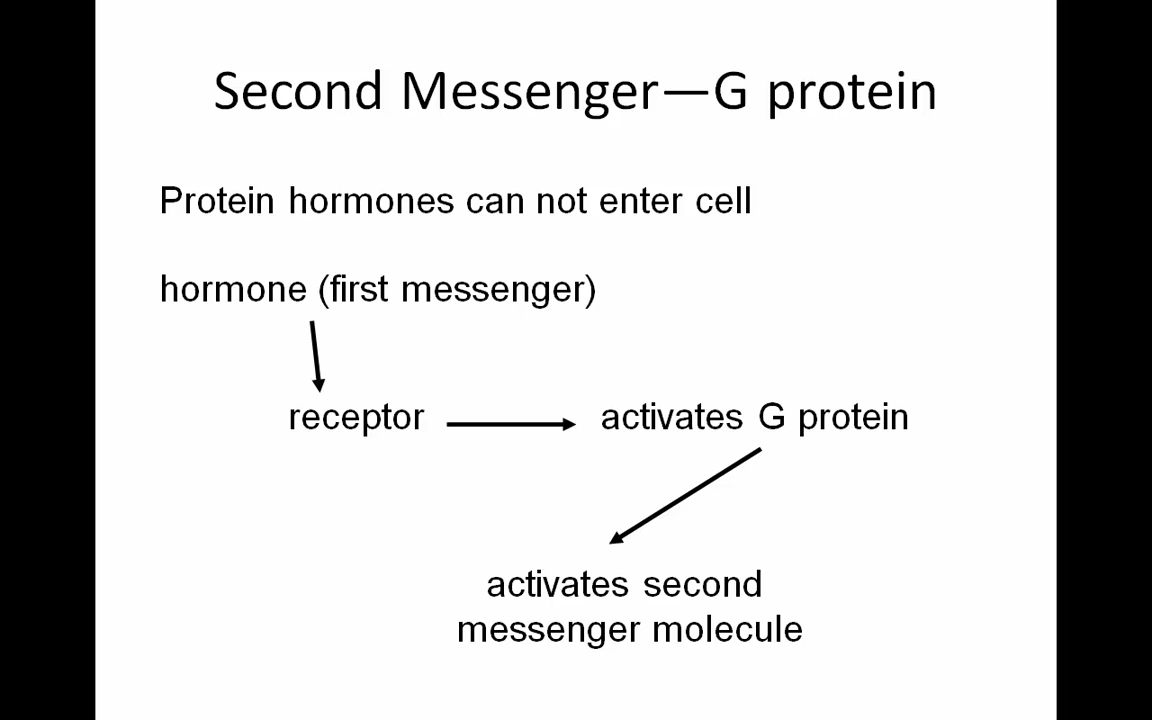 Second Messenger—G protein
Protein hormones can not enter cell
hormone (first messenger)
receptor
activates G protein
activates second
messenger molecule